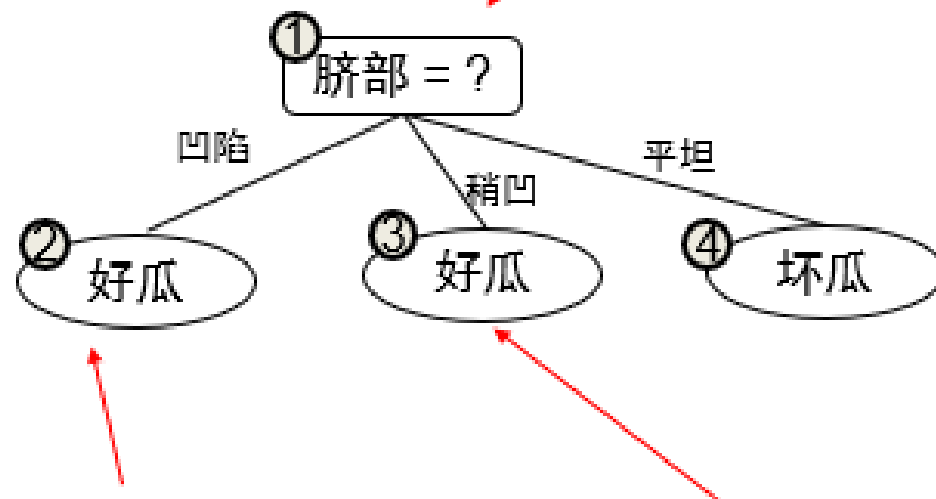 ①
脐部 = ?
凹陷
稍凹
平坦
②
好瓜
③
好瓜
④
坏瓜